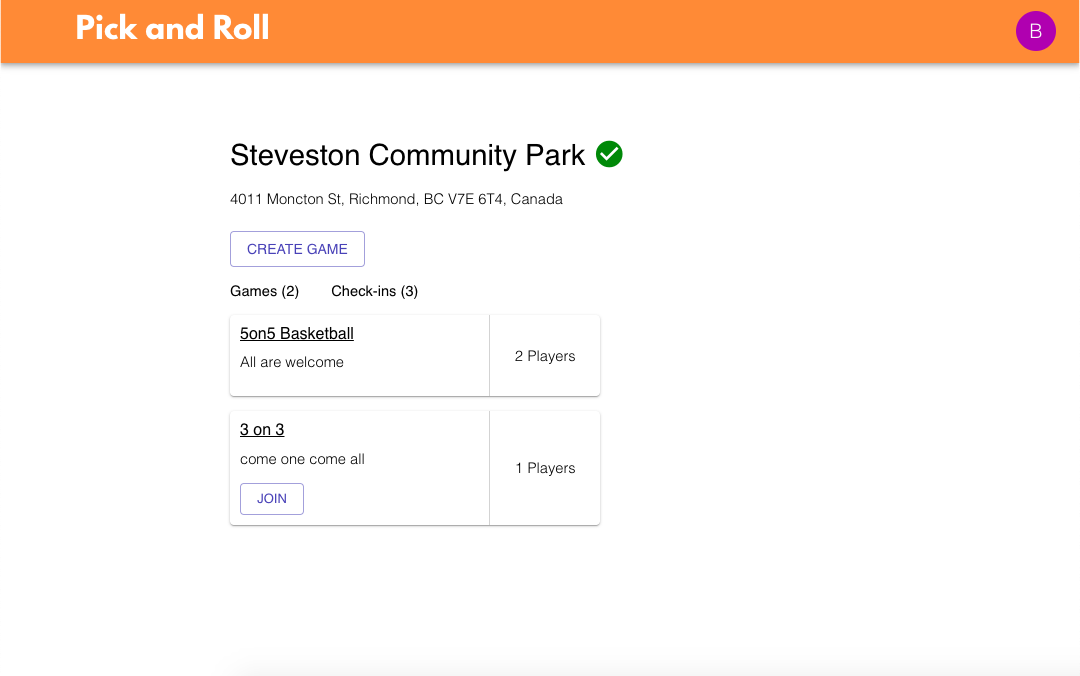 Pick and Roll
B
Steveston Community Park
4011 Moncton St, Richmond, BC V7E 6T4, Canada
CREATE GAME
Games (2) Check-ins (3)
5on5 Basketball
All are welcome
2 Players
3 on 3
come one come all
1 Players
JOIN